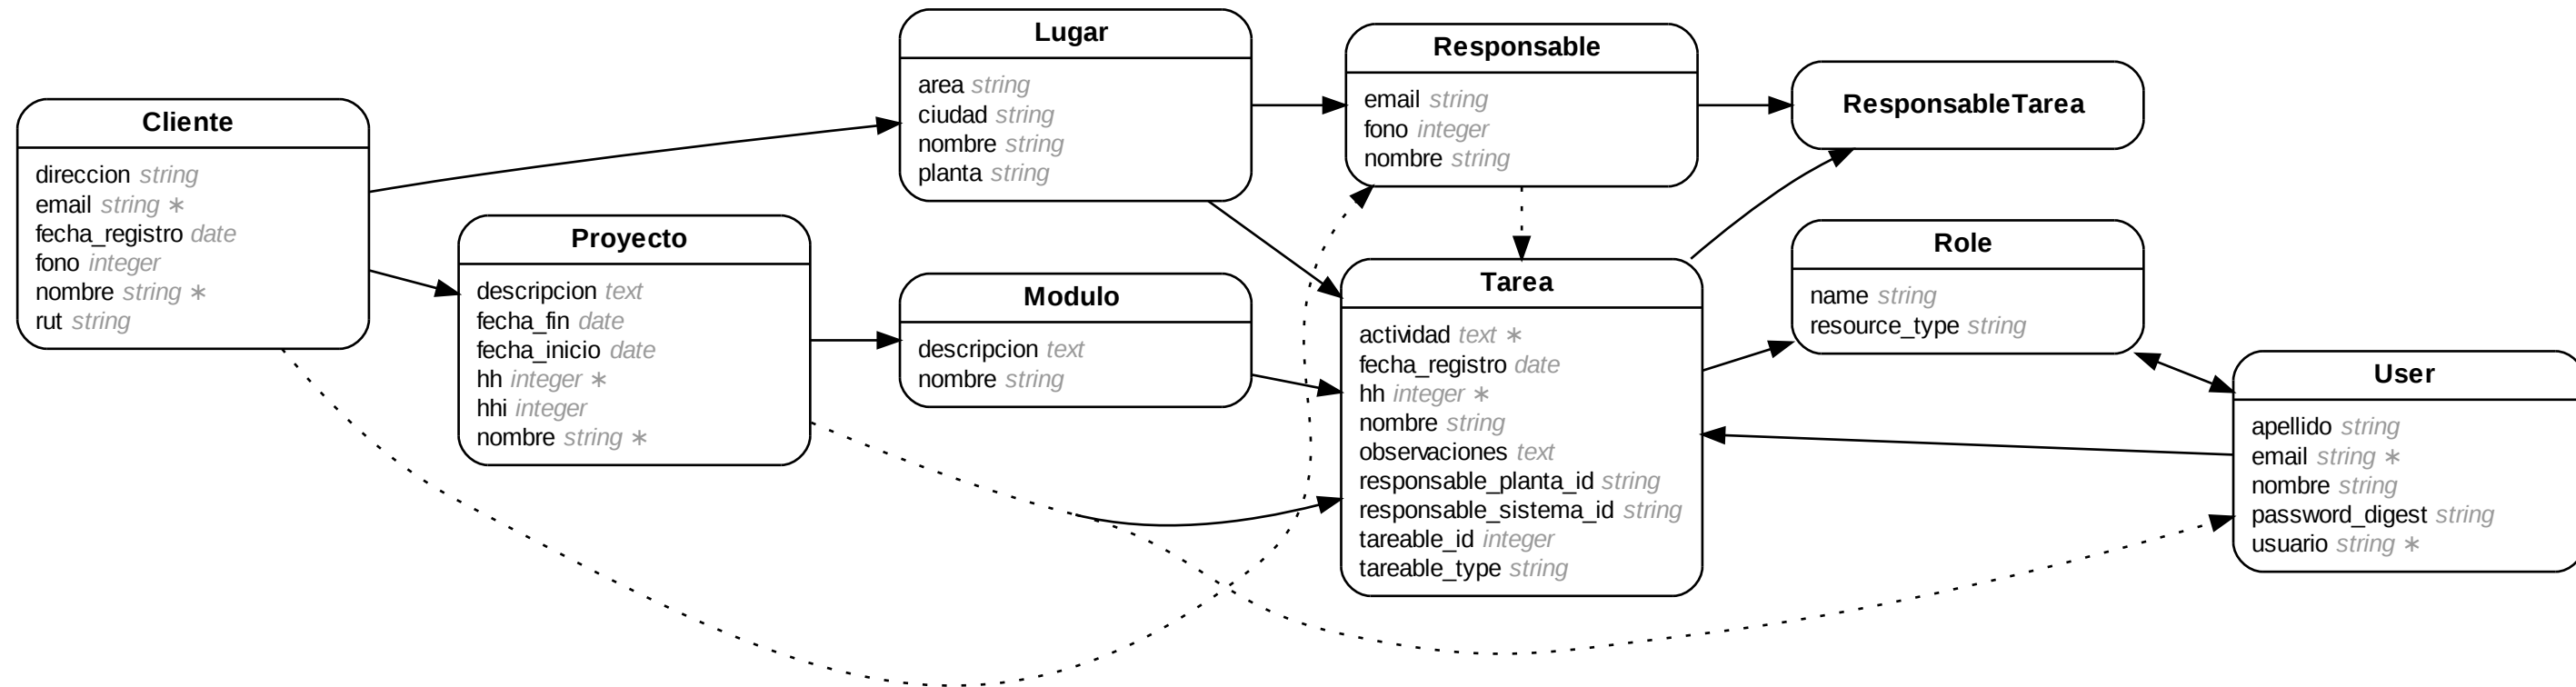 Cliente
direccion string
email string ∗
fecha_registro date
fono integer
nombre string ∗
rut string
Proyecto
descripcion text
fecha_fin date
fecha_inicio date
hh integer ∗
hhi integer
nombre string ∗
Lugar
area string
ciudad string
nombre string
planta string
Modulo
descripcion text
nombre string
Responsable
email string
fono integer
nombre string
Tarea
actividad text ∗
fecha_registro date
hh integer ∗
nombre string
observaciones text
responsable_planta_id string
responsable_sistema_id string
tareable_id integer
tareable_type string
ResponsableTarea
Role
name string
resource_type string
User
apellido string
email string ∗
nombre string
password_digest string
usuario string ∗